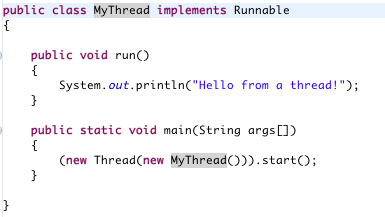 public class MyThread implements Runnable
{
public void run()
{
System.out.println("Hello from a thread!");
}
public static void main(String args[])
{
(new Thread(new MyThread())).start();
}
}